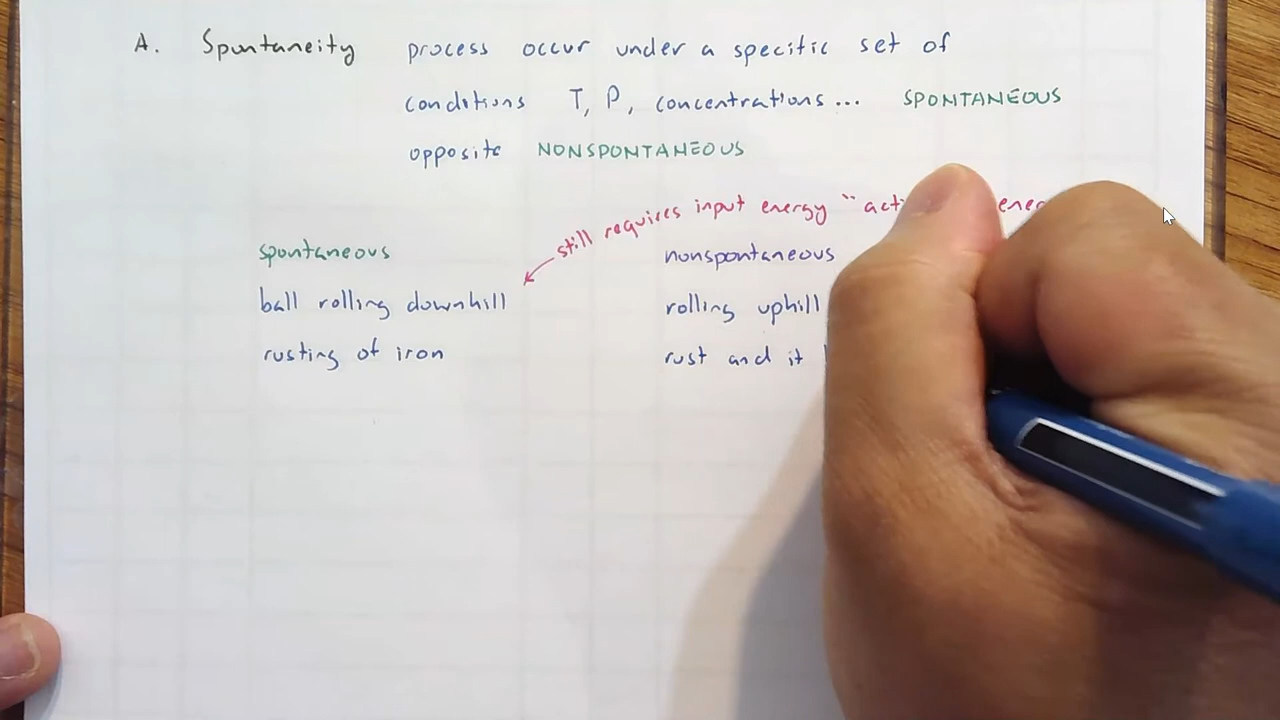 A. Spontaneity process occur under a specific set of
conditions T, P, concentrations... SPONTANEOUS
opposite NONSPONTANEOUS
still requires input energy "
spontaneous nonspontaneous
ball rolling downhill rolling uphill
rusting of iron rust and it